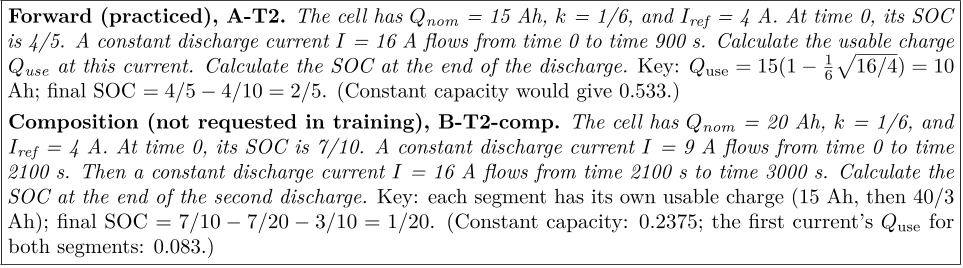 Forward (practiced), A-T2. The cell has Q_nom = 15 Ah, k = 1/6, and I_ref = 4 A. At time 0, its SOC
is 4/5. A constant discharge current I = 16 A flows from time 0 to time 900 s. Calculate the usable charge
Q_use at this current. Calculate the SOC at the end of the discharge. Key: Q_use = 15(1 − 1/6 √16/4) = 10
Ah; final SOC = 4/5 − 4/10 = 2/5. (Constant capacity would give 0.533.)
Composition (not requested in training), B-T2-comp. The cell has Q_nom = 20 Ah, k = 1/6, and
I_ref = 4 A. At time 0, its SOC is 7/10. A constant discharge current I = 9 A flows from time 0 to time
2100 s. Then a constant discharge current I = 16 A flows from time 2100 s to time 3000 s. Calculate the
SOC at the end of the second discharge. Key: each segment has its own usable charge (15 Ah, then 40/3
Ah); final SOC = 7/10 − 7/20 − 3/10 = 1/20. (Constant capacity: 0.2375; the first current's Q_use for
both segments: 0.083.)